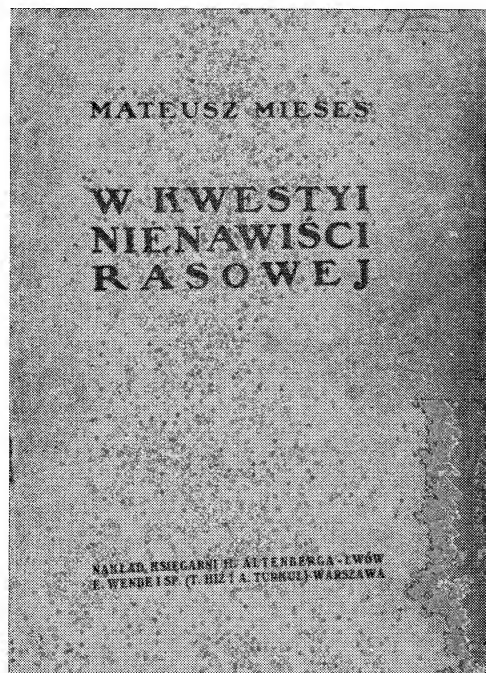 MATEUSZ MIESES
W KWESTYI
NIENAWIŚCI
RASOWEJ
NAKŁAD KSIĘGARNI H. ALTENBERGA - LWÓW
E. WENDE I SP. (T. HIŻ I A. TURKUŁ) WARSZAWA